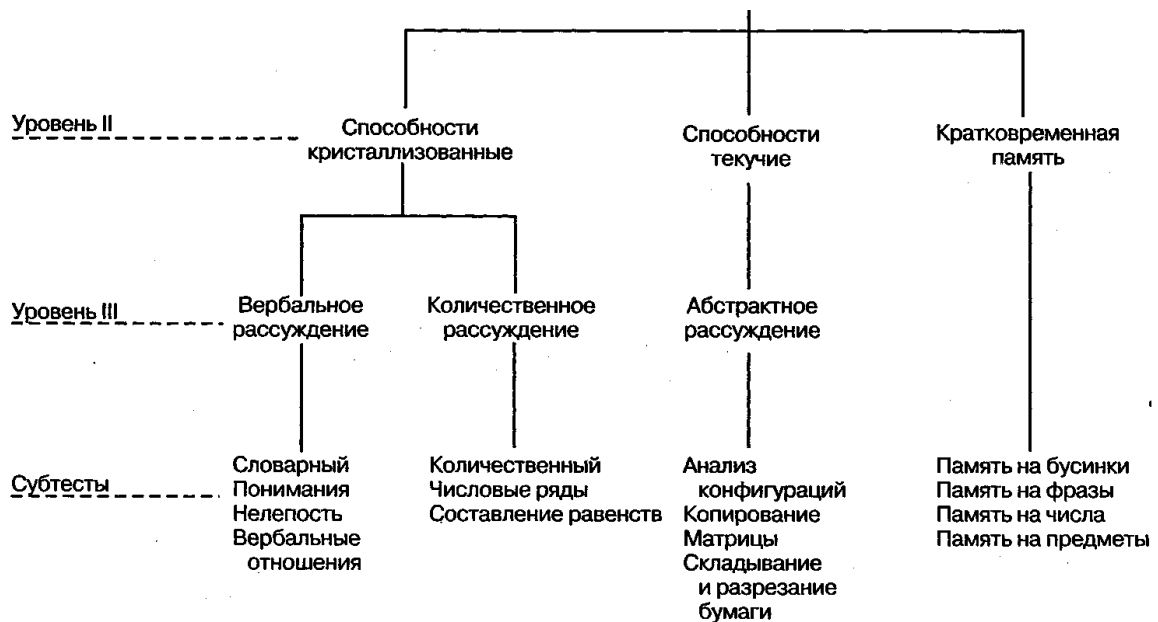 Уровень II
Способности
кристаллизованные
Способности
текучие
Кратковременная
память
Уровень III
Вербальное
рассуждение
Количественное
рассуждение
Абстрактное
рассуждение
Субтесты
Словарный
Понимания
Нелепость
Вербальные
отношения
Количественный
Числовые ряды
Составление равенств
Анализ
конфигураций
Копирование
Матрицы
Складывание
и разрезание
бумаги
Память на бусинки
Память на фразы
Память на числа
Память на предметы